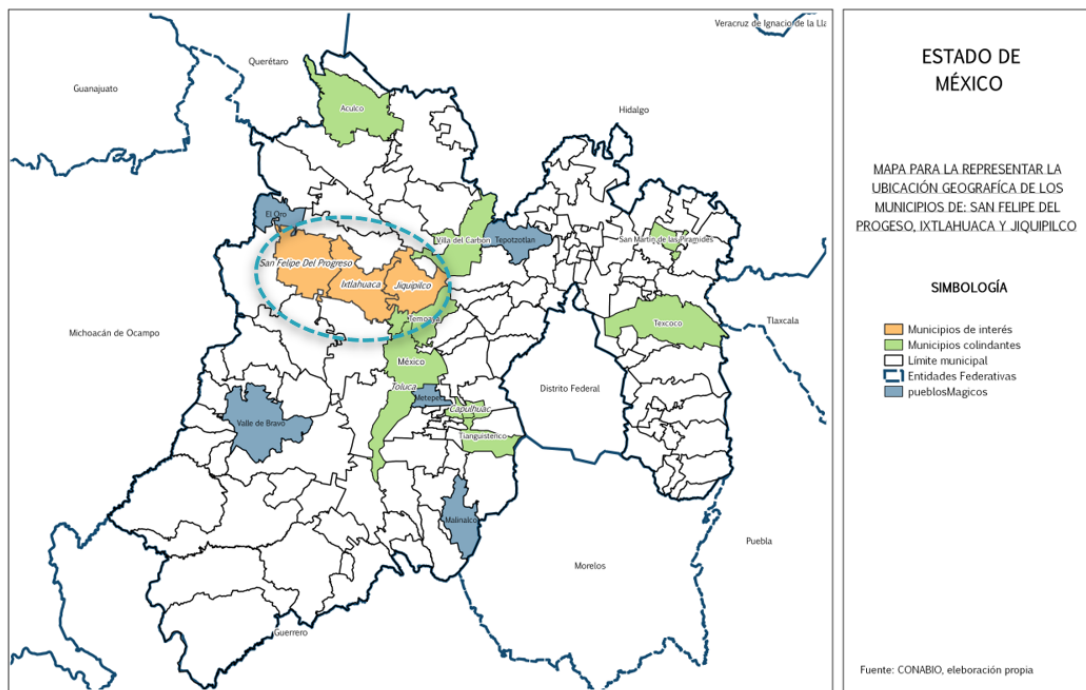 Veracruz de Ignacio de la Lla
Querétaro
Guanajuato
Aculco
Hidalgo
El Oro
Villa del Carbón
Tepotzotlan
San Martín de las Piramides
San Felipe Del Progreso
Ixtlahuaca
Jiquipilco
Temoaya
Texcoco
Tlaxcala
Michoacán de Ocampo
México
Toluca
Metepec
Distrito Federal
Capulhuac
Tianguistenco
Valle de Bravo
Malinalco
Puebla
Morelos
Guerrero
ESTADO DE
MÉXICO
MAPA PARA LA REPRESENTAR LA
UBICACIÓN GEOGRAFÍCA DE LOS
MUNICIPIOS DE: SAN FELIPE DEL
PROGESO, IXTLAHUACA Y JIQUIPILCO
SIMBOLOGÍA
Municipios de interés
Municipios colindantes
Límite municipal
Entidades Federativas
pueblosMagicos
Fuente: CONABIO, eleboración propia